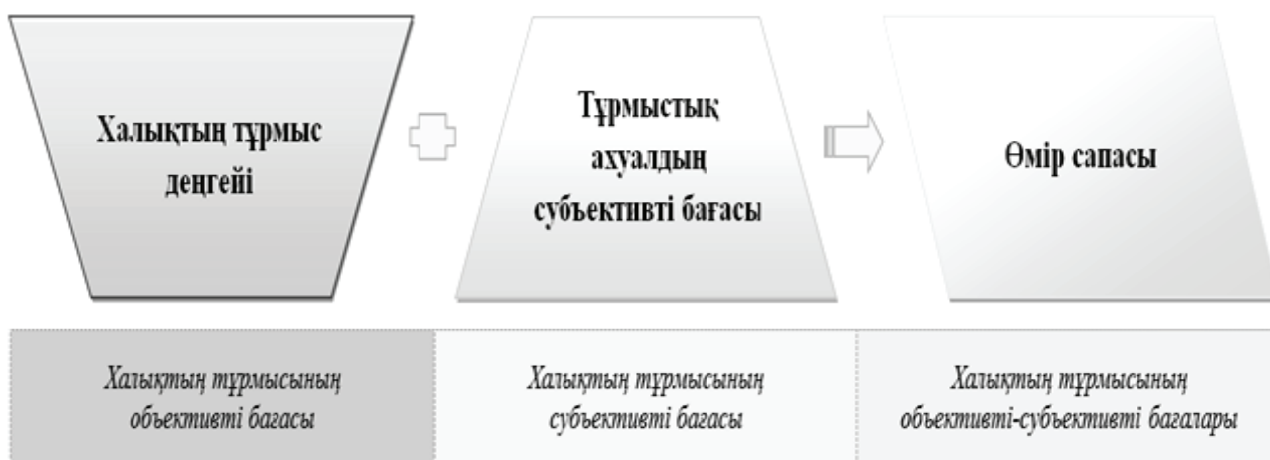 Халықтың тұрмыс
деңгейі
Тұрмыстық
ахуалдың
субъективті бағасы
Өмір сапасы
Халықтың тұрмысының
объективті бағасы
Халықтың тұрмысының
субъективті бағасы
Халықтың тұрмысының
объективті-субъективті бағалары